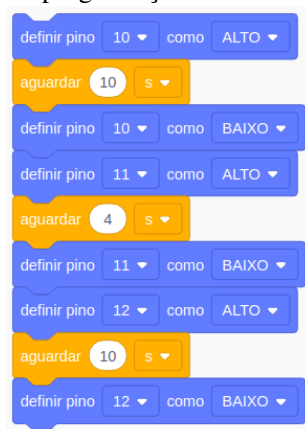 definir pino 10 como ALTO
aguardar 10 s
definir pino 10 como BAIXO
definir pino 11 como ALTO
aguardar 4 s
definir pino 11 como BAIXO
definir pino 12 como ALTO
aguardar 10 s
definir pino 12 como BAIXO